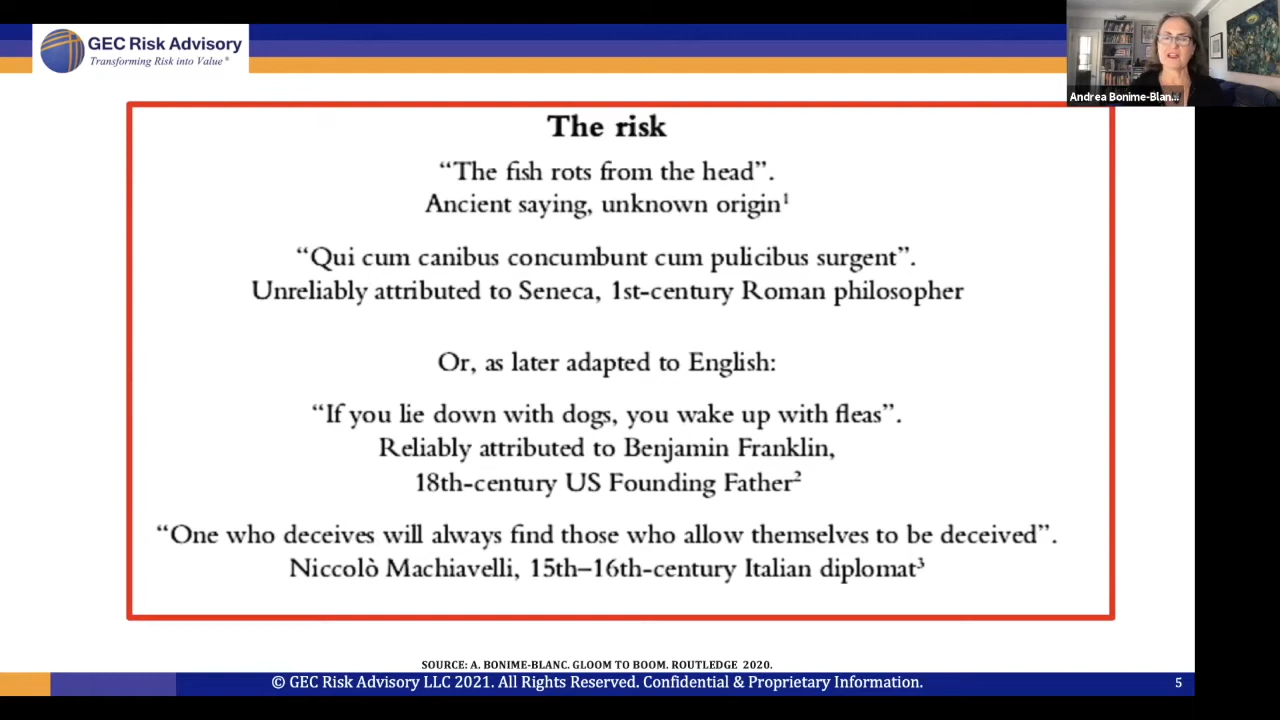 GEC Risk Advisory
Transforming Risk into Value®
Andrea Bonime-Blan...
The risk
“The fish rots from the head”.
Ancient saying, unknown origin¹
“Qui cum canibus concumbunt cum pulicibus surgent”.
Unreliably attributed to Seneca, 1st-century Roman philosopher
Or, as later adapted to English:
“If you lie down with dogs, you wake up with fleas”.
Reliably attributed to Benjamin Franklin,
18th-century US Founding Father²
“One who deceives will always find those who allow themselves to be deceived”.
Niccolò Machiavelli, 15th–16th-century Italian diplomat³
SOURCE: A. BONIME-BLANC. GLOOM TO BOOM. ROUTLEDGE 2020.
© GEC Risk Advisory LLC 2021. All Rights Reserved. Confidential & Proprietary Information.
5